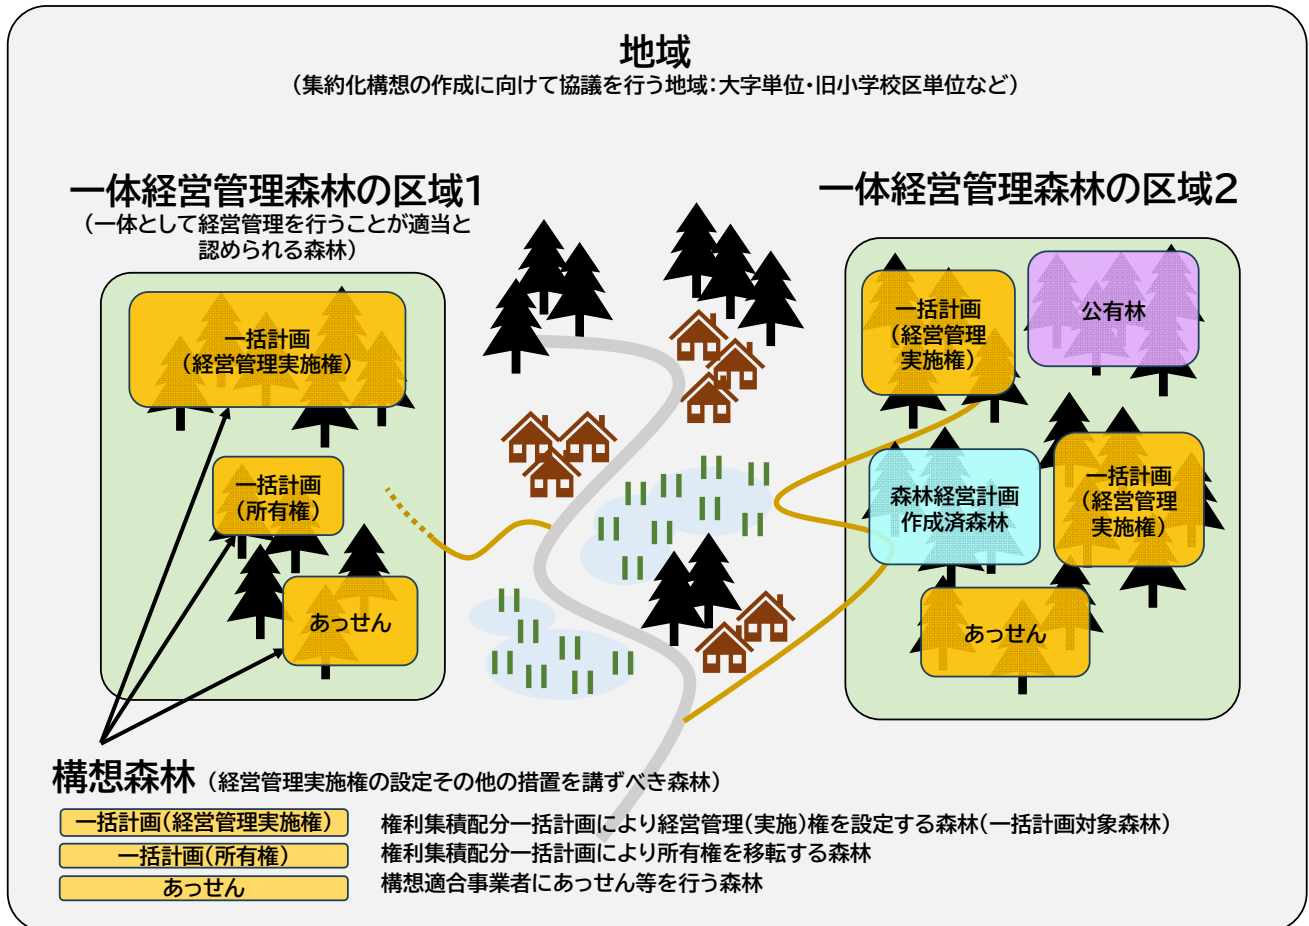 地域
（集約化構想の作成に向けて協議を行う地域：大字単位・旧小学校区単位など）
一体経営管理森林の区域1
（一体として経営管理を行うことが適当と
認められる森林）
一括計画
（経営管理実施権）
一括計画
（所有権）
あっせん
一体経営管理森林の区域2
一括計画
（経営管理
実施権）
公有林
森林経営計画
作成済森林
一括計画
（経営管理
実施権）
あっせん
構想森林（経営管理実施権の設定その他の措置を講ずべき森林）
一括計画（経営管理実施権） 権利集積配分一括計画により経営管理（実施）権を設定する森林（一括計画対象森林）
一括計画（所有権） 権利集積配分一括計画により所有権を移転する森林
あっせん 構想適合事業者にあっせん等を行う森林